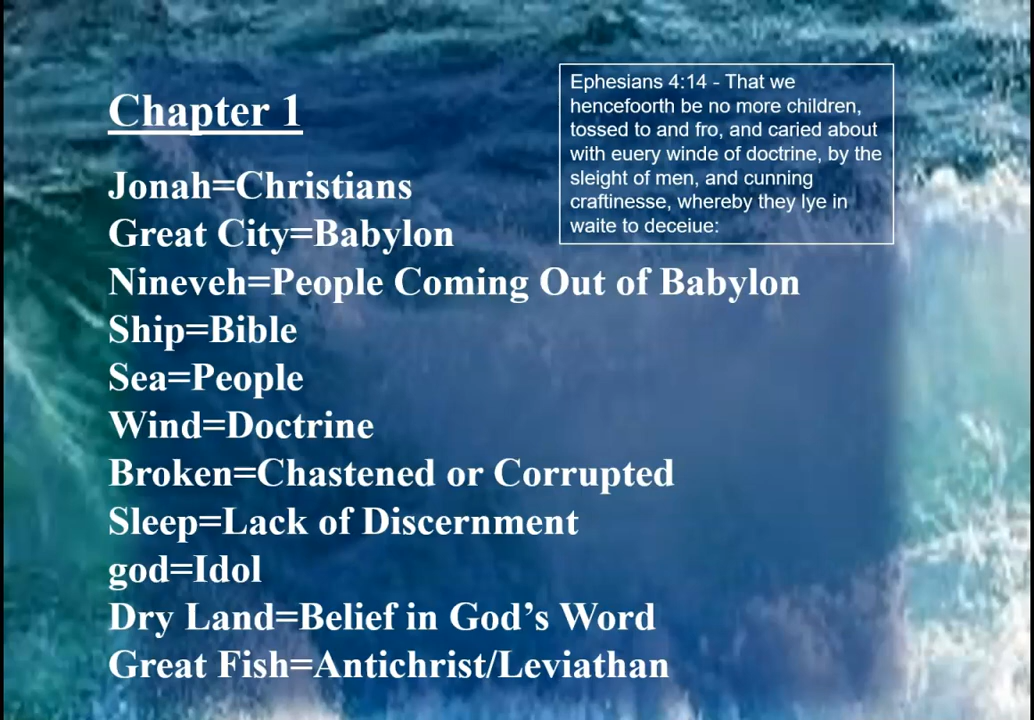 Chapter 1
Ephesians 4:14 - That we
hencefoorth be no more children,
tossed to and fro, and caried about
with euery winde of doctrine, by the
sleight of men, and cunning
craftinesse, whereby they lye in
waite to deceiue:
Jonah=Christians
Great City=Babylon
Nineveh=People Coming Out of Babylon
Ship=Bible
Sea=People
Wind=Doctrine
Broken=Chastened or Corrupted
Sleep=Lack of Discernment
god=Idol
Dry Land=Belief in God’s Word
Great Fish=Antichrist/Leviathan